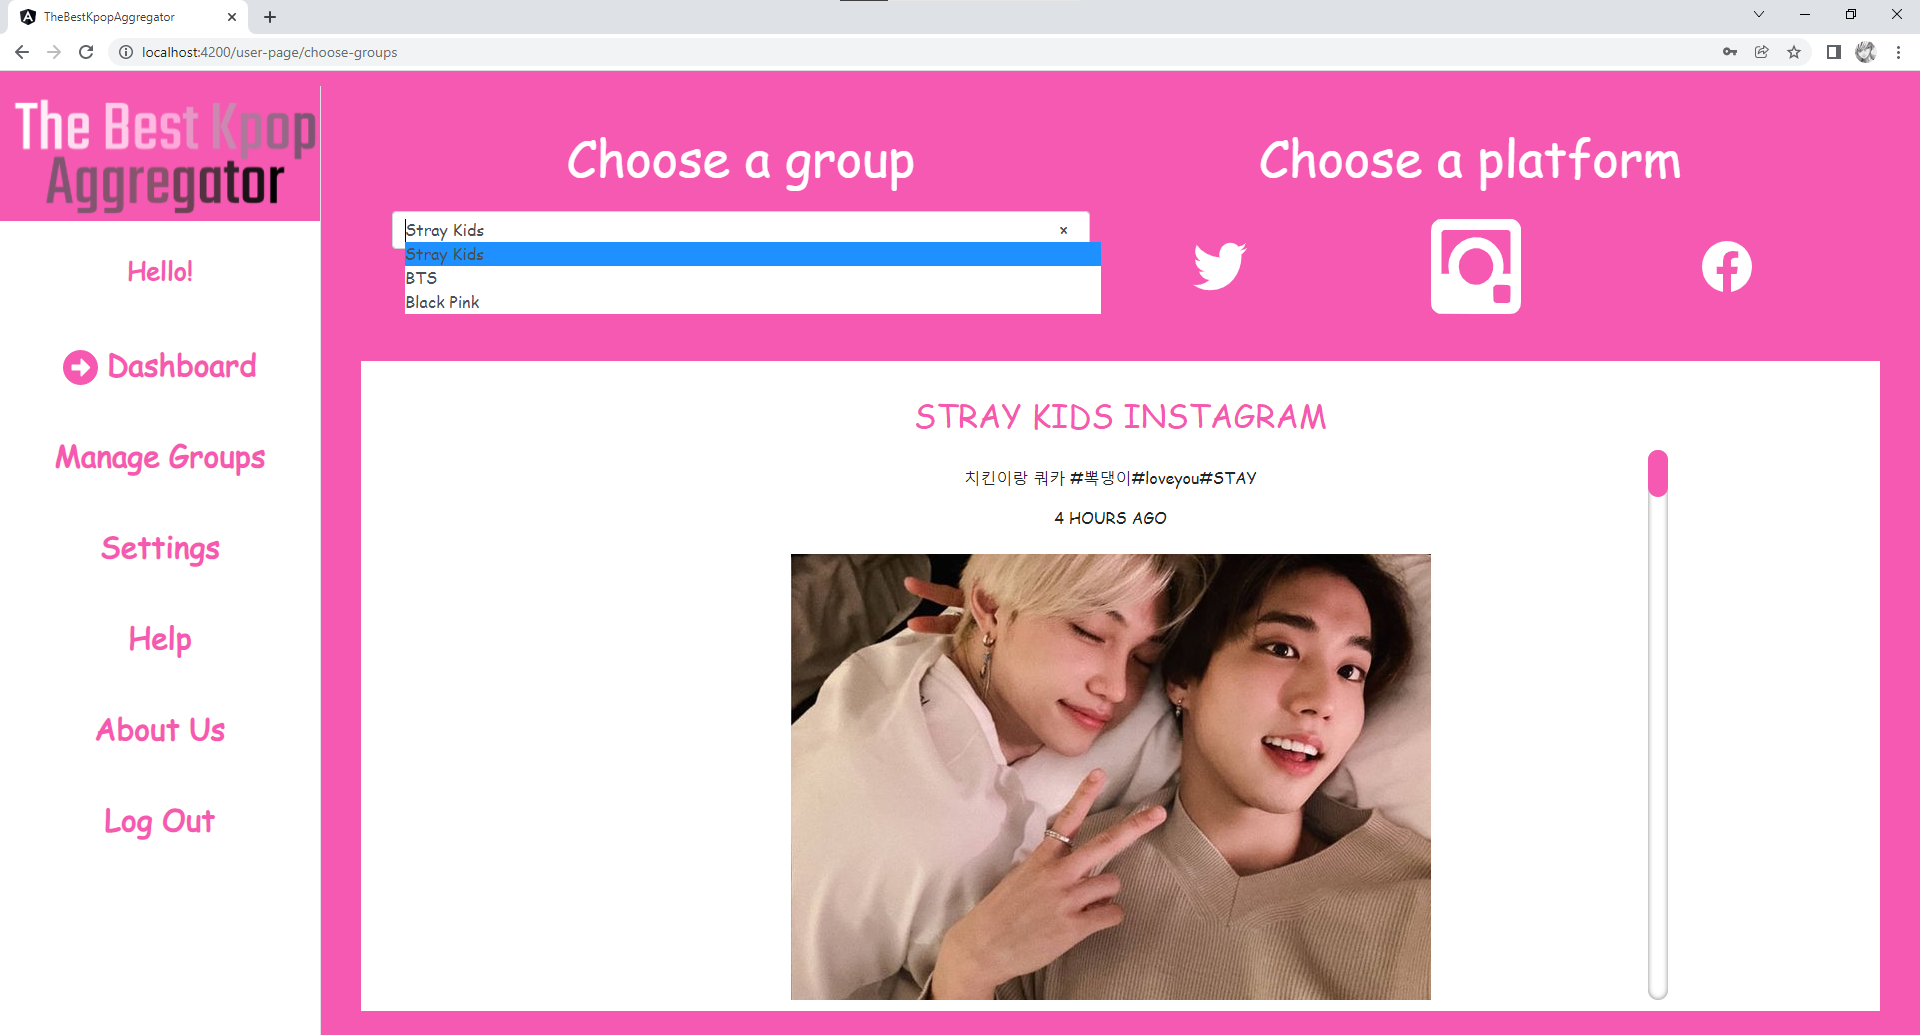 TheBestKpopAggregator
localhost:4200/user-page/choose-groups
The Best Kpop
Aggregator
Hello!
Dashboard
Manage Groups
Settings
Help
About Us
Log Out
Choose a group
Stray Kids
×
Stray Kids
BTS
Black Pink
Choose a platform
STRAY KIDS INSTAGRAM
치킨이랑 쿼카 #뽁댕이#loveyou#STAY
4 HOURS AGO